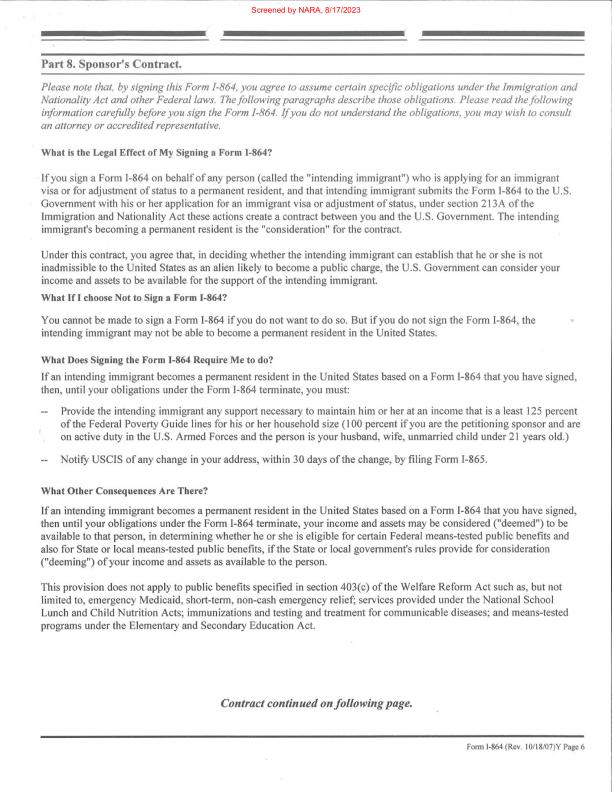 Screened by NARA, 8/17/2023
Part 8. Sponsor's Contract.
Please note that, by signing this Form I-864, you agree to assume certain specific obligations under the Immigration and
Nationality Act and other Federal laws. The following paragraphs describe those obligations. Please read the following
information carefully before you sign the Form I-864. If you do not understand the obligations, you may wish to consult
an attorney or accredited representative.
What is the Legal Effect of My Signing a Form I-864?
If you sign a Form I-864 on behalf of any person (called the "intending immigrant") who is applying for an immigrant
visa or for adjustment of status to a permanent resident, and that intending immigrant submits the Form I-864 to the U.S.
Government with his or her application for an immigrant visa or adjustment of status, under section 213A of the
Immigration and Nationality Act these actions create a contract between you and the U.S. Government. The intending
immigrant's becoming a permanent resident is the "consideration" for the contract.
Under this contract, you agree that, in deciding whether the intending immigrant can establish that he or she is not
inadmissible to the United States as an alien likely to become a public charge, the U.S. Government can consider your
income and assets to be available for the support of the intending immigrant.
What If I choose Not to Sign a Form I-864?
You cannot be made to sign a Form I-864 if you do not want to do so. But if you do not sign the Form I-864, the
intending immigrant may not be able to become a permanent resident in the United States.
What Does Signing the Form I-864 Require Me to do?
If an intending immigrant becomes a permanent resident in the United States based on a Form I-864 that you have signed,
then, until your obligations under the Form I-864 terminate, you must:
-- Provide the intending immigrant any support necessary to maintain him or her at an income that is a least 125 percent
of the Federal Poverty Guide lines for his or her household size (100 percent if you are the petitioning sponsor and are
on active duty in the U.S. Armed Forces and the person is your husband, wife, unmarried child under 21 years old.)
-- Notify USCIS of any change in your address, within 30 days of the change, by filing Form I-865.
What Other Consequences Are There?
If an intending immigrant becomes a permanent resident in the United States based on a Form I-864 that you have signed,
then until your obligations under the Form I-864 terminate, your income and assets may be considered ("deemed") to be
available to that person, in determining whether he or she is eligible for certain Federal means-tested public benefits and
also for State or local means-tested public benefits, if the State or local government's rules provide for consideration
("deeming") of your income and assets as available to the person.
This provision does not apply to public benefits specified in section 403(c) of the Welfare Reform Act such as, but not
limited to, emergency Medicaid, short-term, non-cash emergency relief; services provided under the National School
Lunch and Child Nutrition Acts; immunizations and testing and treatment for communicable diseases; and means-tested
programs under the Elementary and Secondary Education Act.
Contract continued on following page.
Form I-864 (Rev. 10/18/07)Y Page 6